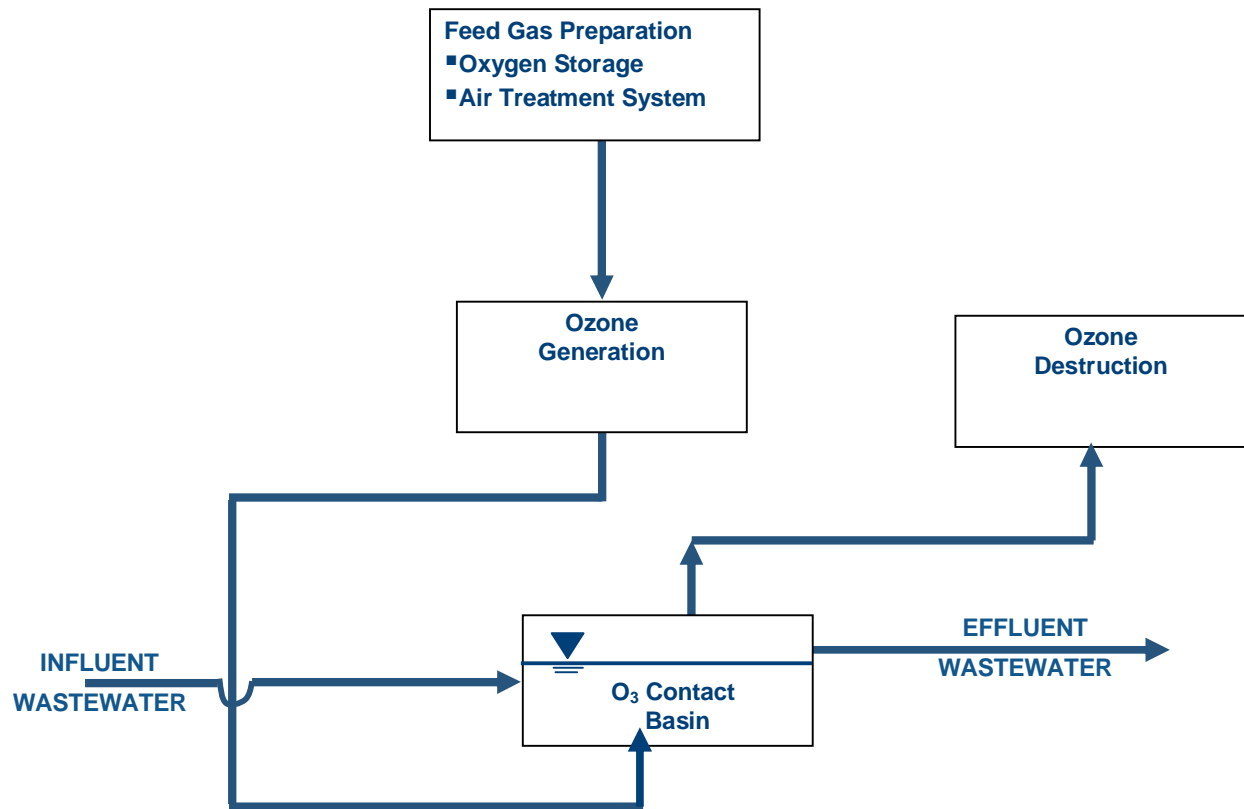 Feed Gas Preparation
▪Oxygen Storage
▪Air Treatment System
Ozone
Generation
Ozone
Destruction
INFLUENT
WASTEWATER
O₃ Contact
Basin
EFFLUENT
WASTEWATER